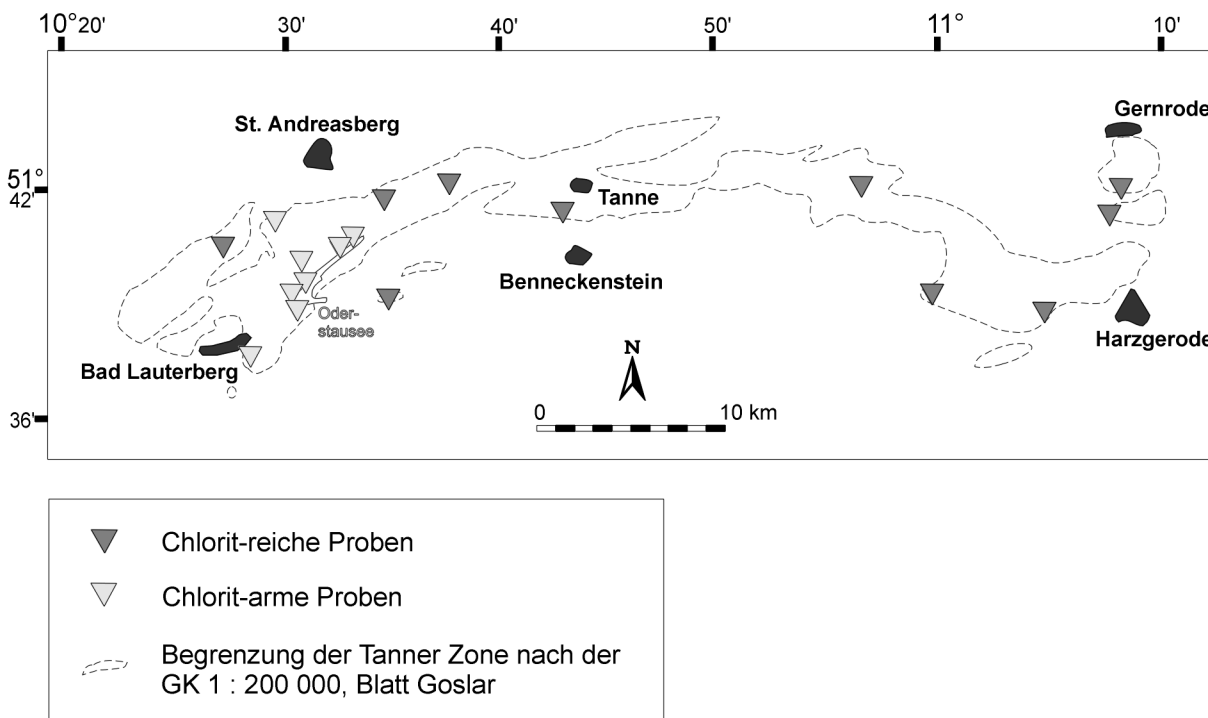 10° 20' 30' 40' 50' 11° 10'
St. Andreasberg
Gernrode
51°
42'
Tanne
Benneckenstein
Oder-
stausee
Harzgerode
Bad Lauterberg
N
36'
0 10 km
Chlorit-reiche Proben
Chlorit-arme Proben
Begrenzung der Tanner Zone nach der
GK 1 : 200 000, Blatt Goslar